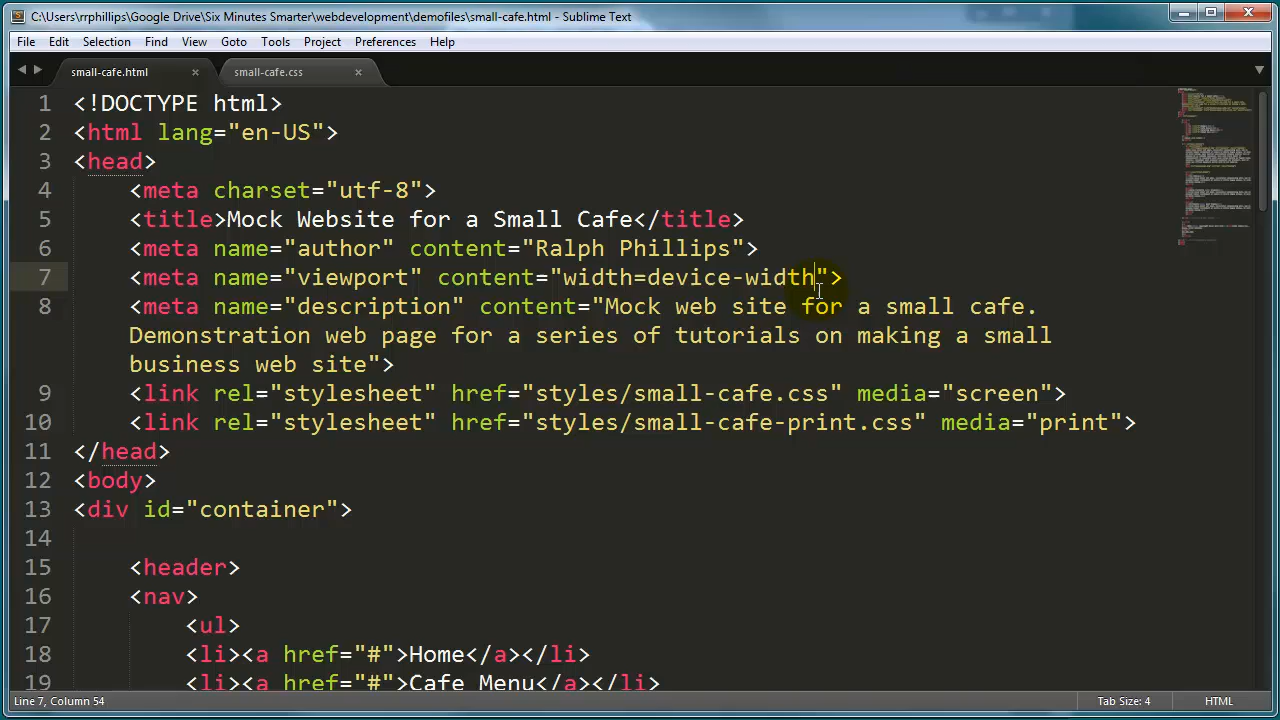 C:\Users\rrphillips\Google Drive\Six Minutes Smarter\webdevelopment\demofiles\small-cafe.html - Sublime Text
File Edit Selection Find View Goto Tools Project Preferences Help
small-cafe.html × small-cafe.css ×
1 <!DOCTYPE html>
2 <html lang="en-US">
3 <head>
4 <meta charset="utf-8">
5 <title>Mock Website for a Small Cafe</title>
6 <meta name="author" content="Ralph Phillips">
7 <meta name="viewport" content="width=device-width">
8 <meta name="description" content="Mock web site for a small cafe.
Demonstration web page for a series of tutorials on making a small
business web site">
9 <link rel="stylesheet" href="styles/small-cafe.css" media="screen">
10 <link rel="stylesheet" href="styles/small-cafe-print.css" media="print">
11 </head>
12 <body>
13 <div id="container">
14
15 <header>
16 <nav>
17 <ul>
18 <li><a href="#">Home</a></li>
19 <li><a href="#">Cafe Menu</a></li>
Line 7, Column 54 Tab Size: 4 HTML